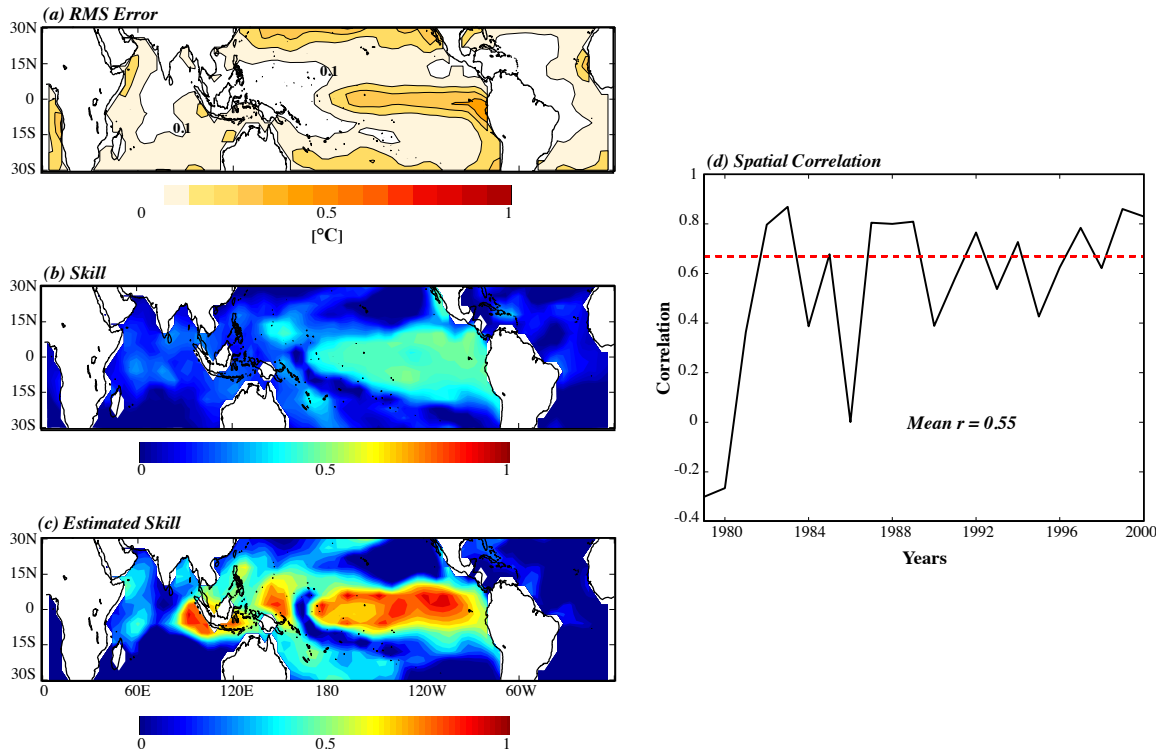 (a) RMS Error
30N
15N
0
15S
30S
0.1
0.1
0
0.5
1
[°C]
(b) Skill
30N
15N
0
15S
30S
0
0.5
1
(c) Estimated Skill
30N
15N
0
15S
30S
0
60E
120E
180
120W
60W
0
0.5
1
(d) Spatial Correlation
1
0.8
0.6
0.4
0.2
0
-0.2
-0.4
Correlation
Mean r = 0.55
1980
1984
1988
1992
1996
2000
Years